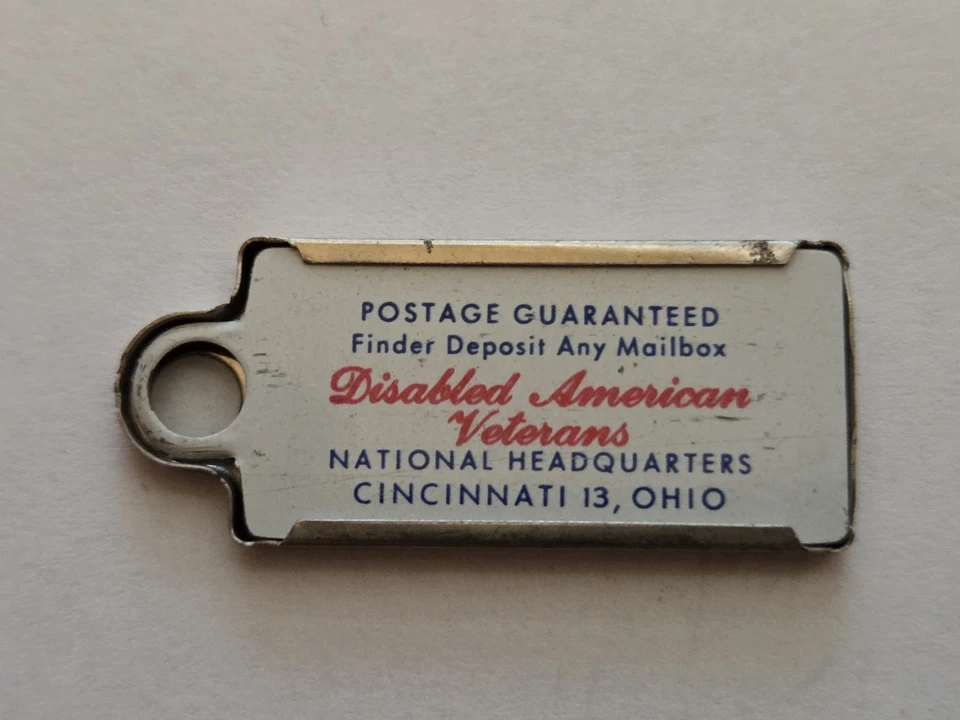 POSTAGE GUARANTEED
Finder Deposit Any Mailbox
Disabled American
Veterans
NATIONAL HEADQUARTERS
CINCINNATI 13, OHIO